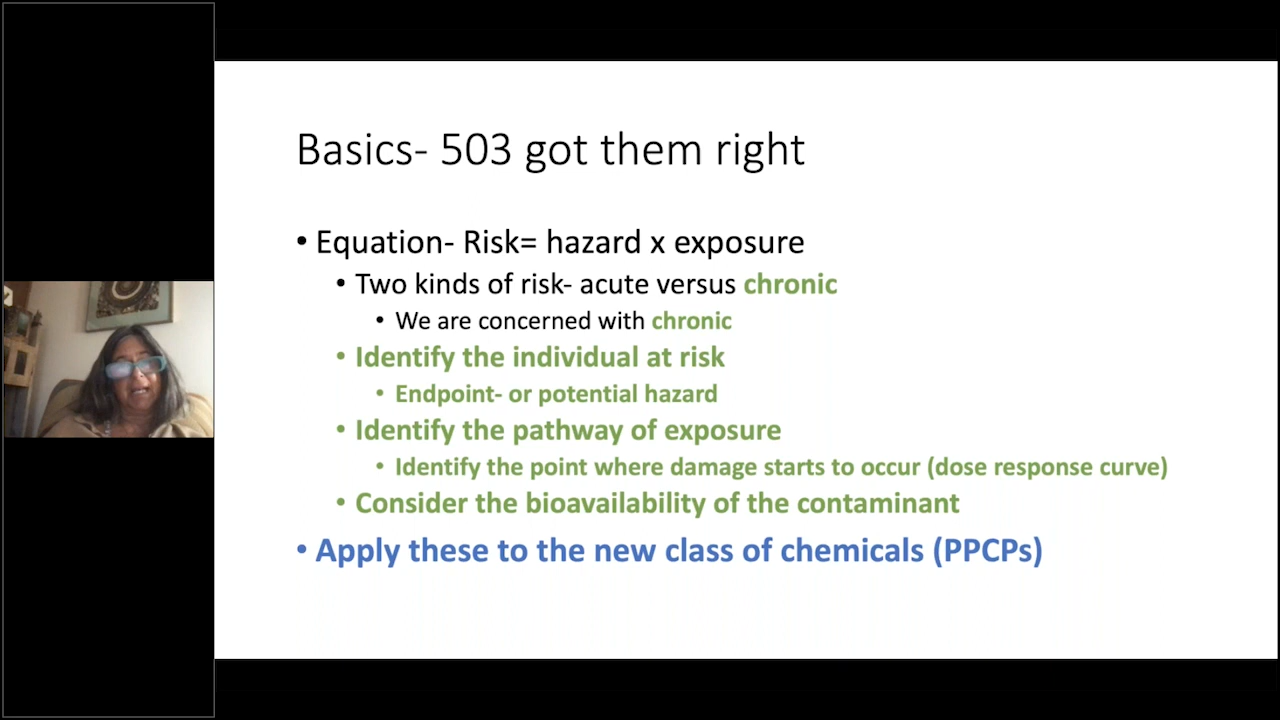 Basics- 503 got them right
• Equation- Risk= hazard x exposure
• Two kinds of risk- acute versus chronic
• We are concerned with chronic
• Identify the individual at risk
• Endpoint- or potential hazard
• Identify the pathway of exposure
• Identify the point where damage starts to occur (dose response curve)
• Consider the bioavailability of the contaminant
• Apply these to the new class of chemicals (PPCPs)